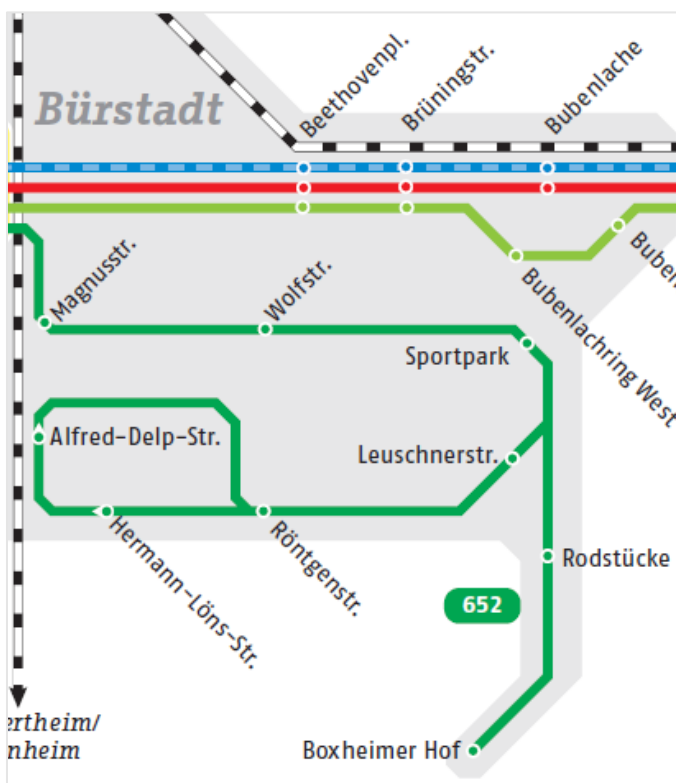 Bürstadt
Beethovenpl.
Brüningstr.
Bubenlache
Magnusstr.
Wolfstr.
Sportpark
Bubenlachring West
Alfred-Delp-Str.
Leuschnerstr.
Hermann-Löns-Str.
Röntgenstr.
Rodstücke
652
Boxheimer Hof